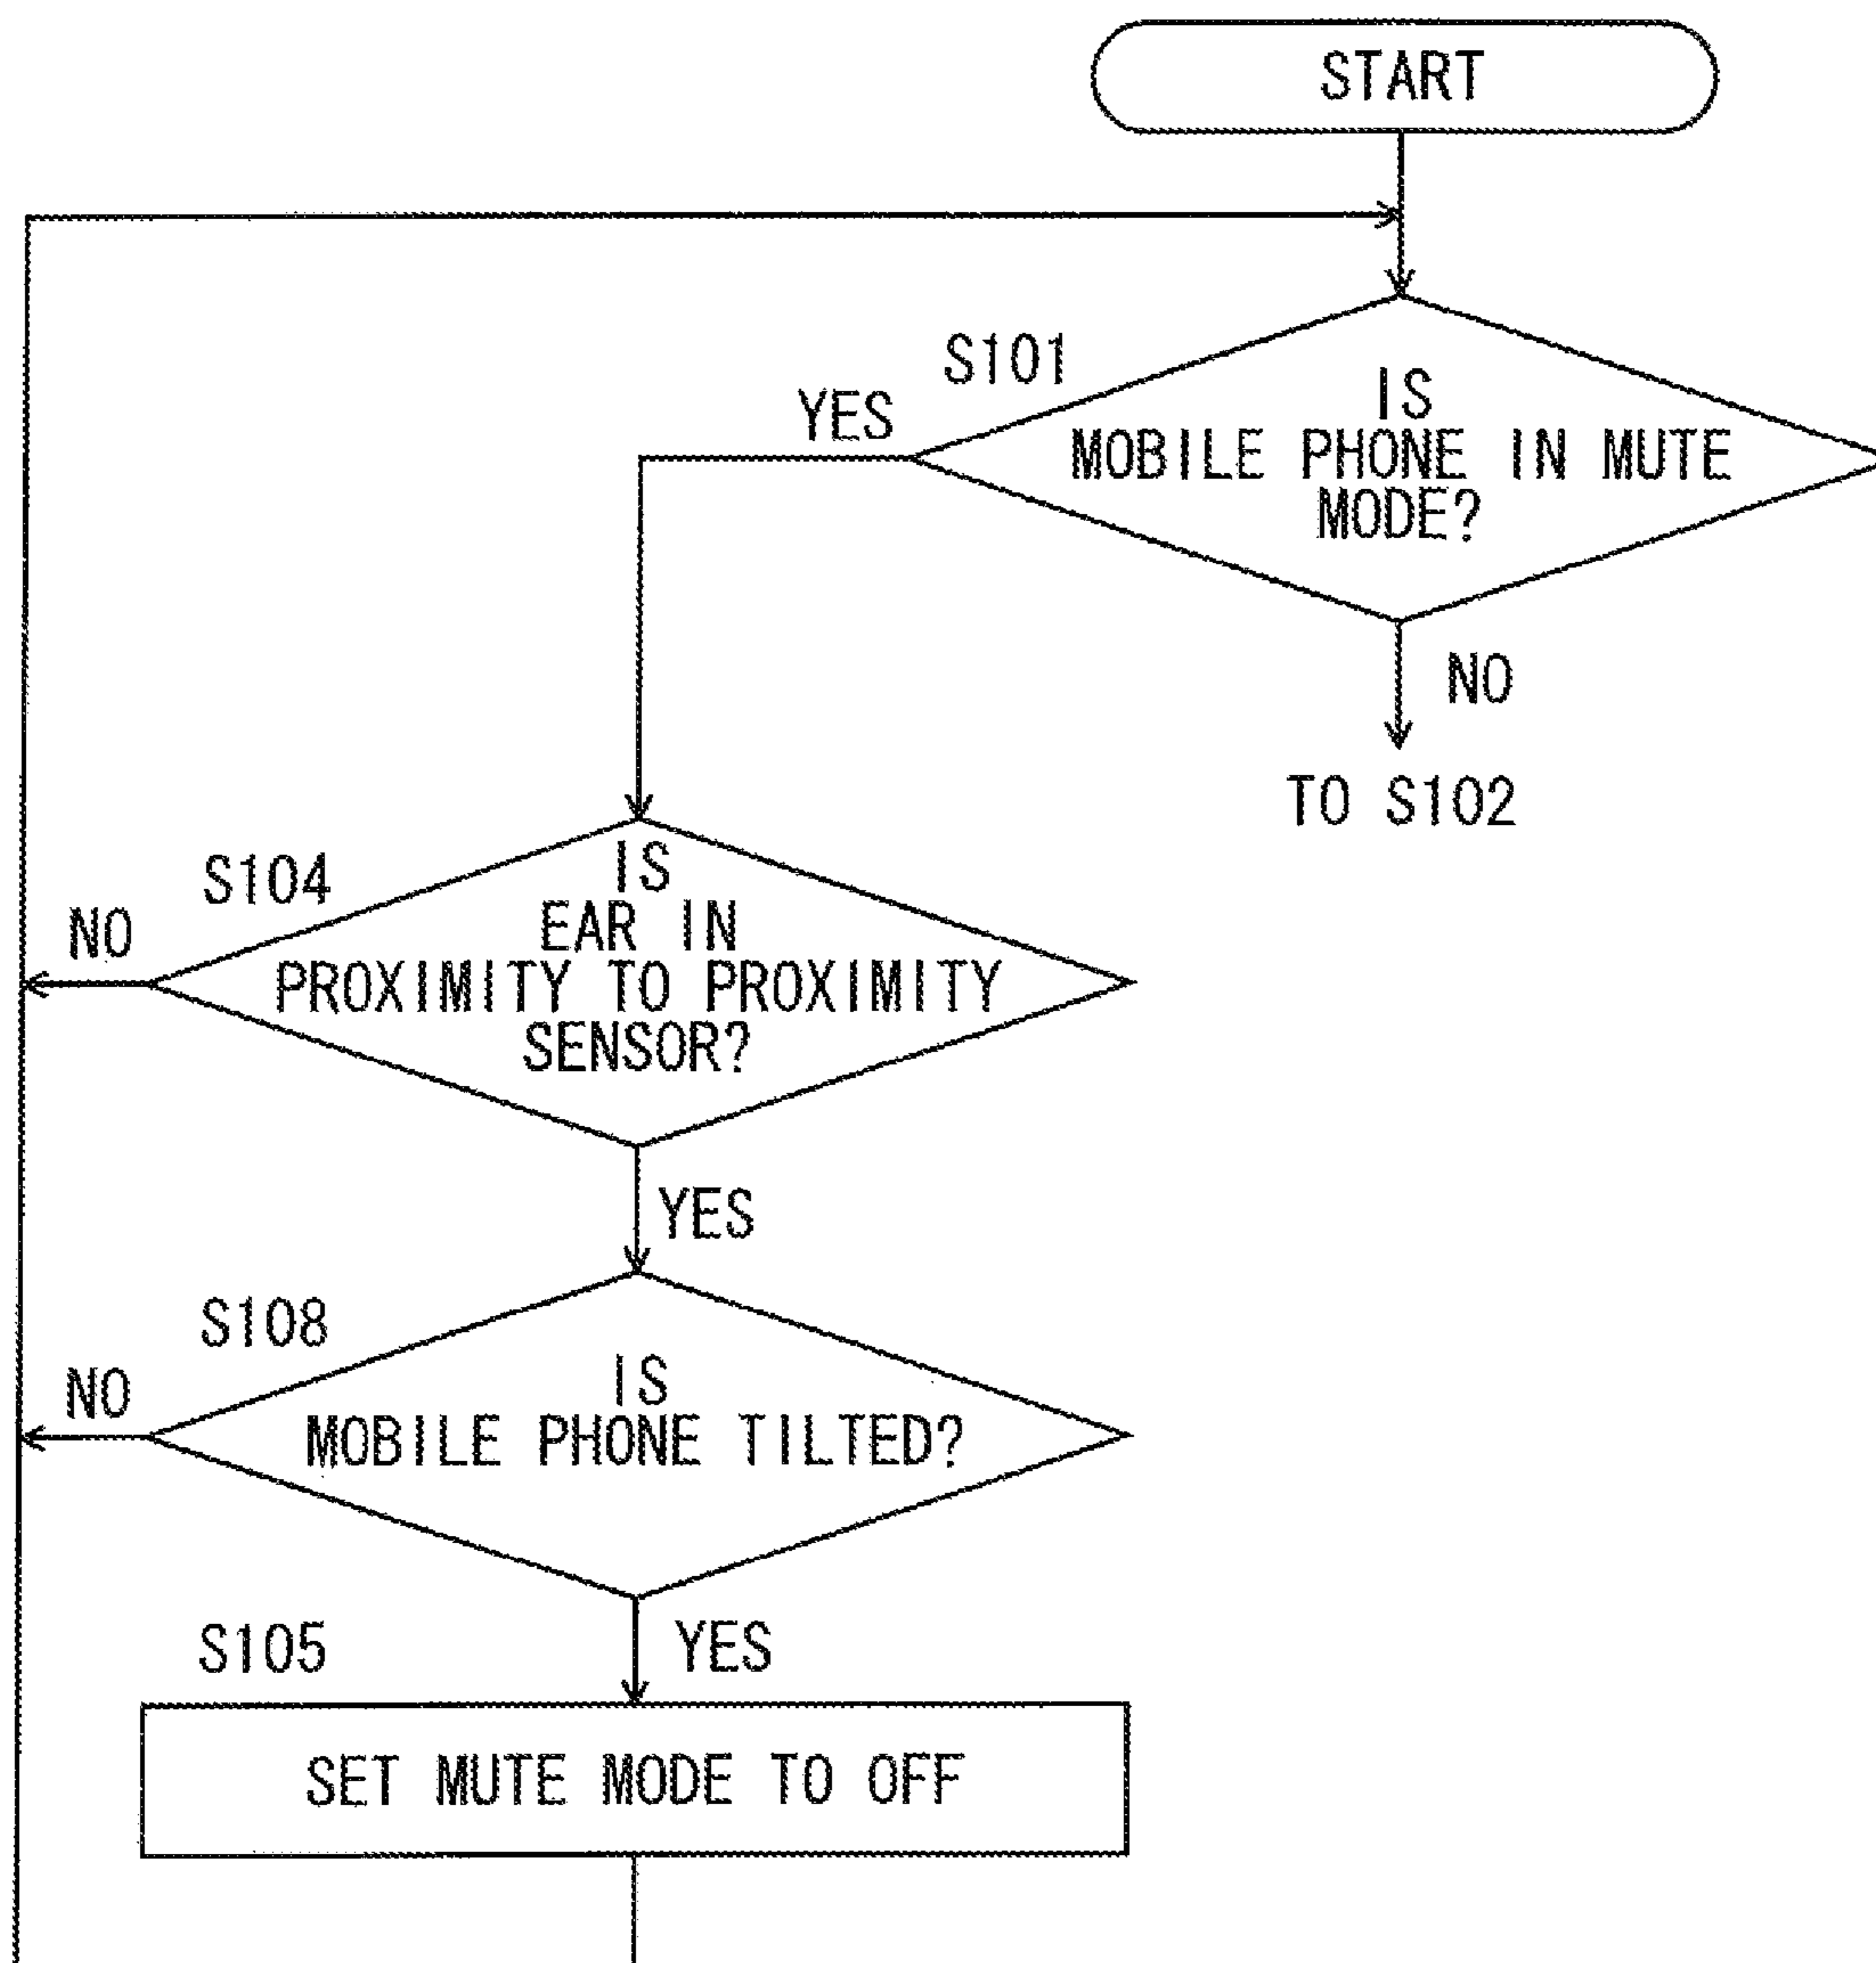 START
S101
YES
IS
MOBILE PHONE IN MUTE
MODE?
NO
TO S102
S104
NO
IS
EAR IN
PROXIMITY TO PROXIMITY
SENSOR?
YES
S108
NO
IS
MOBILE PHONE TILTED?
S105
YES
SET MUTE MODE TO OFF